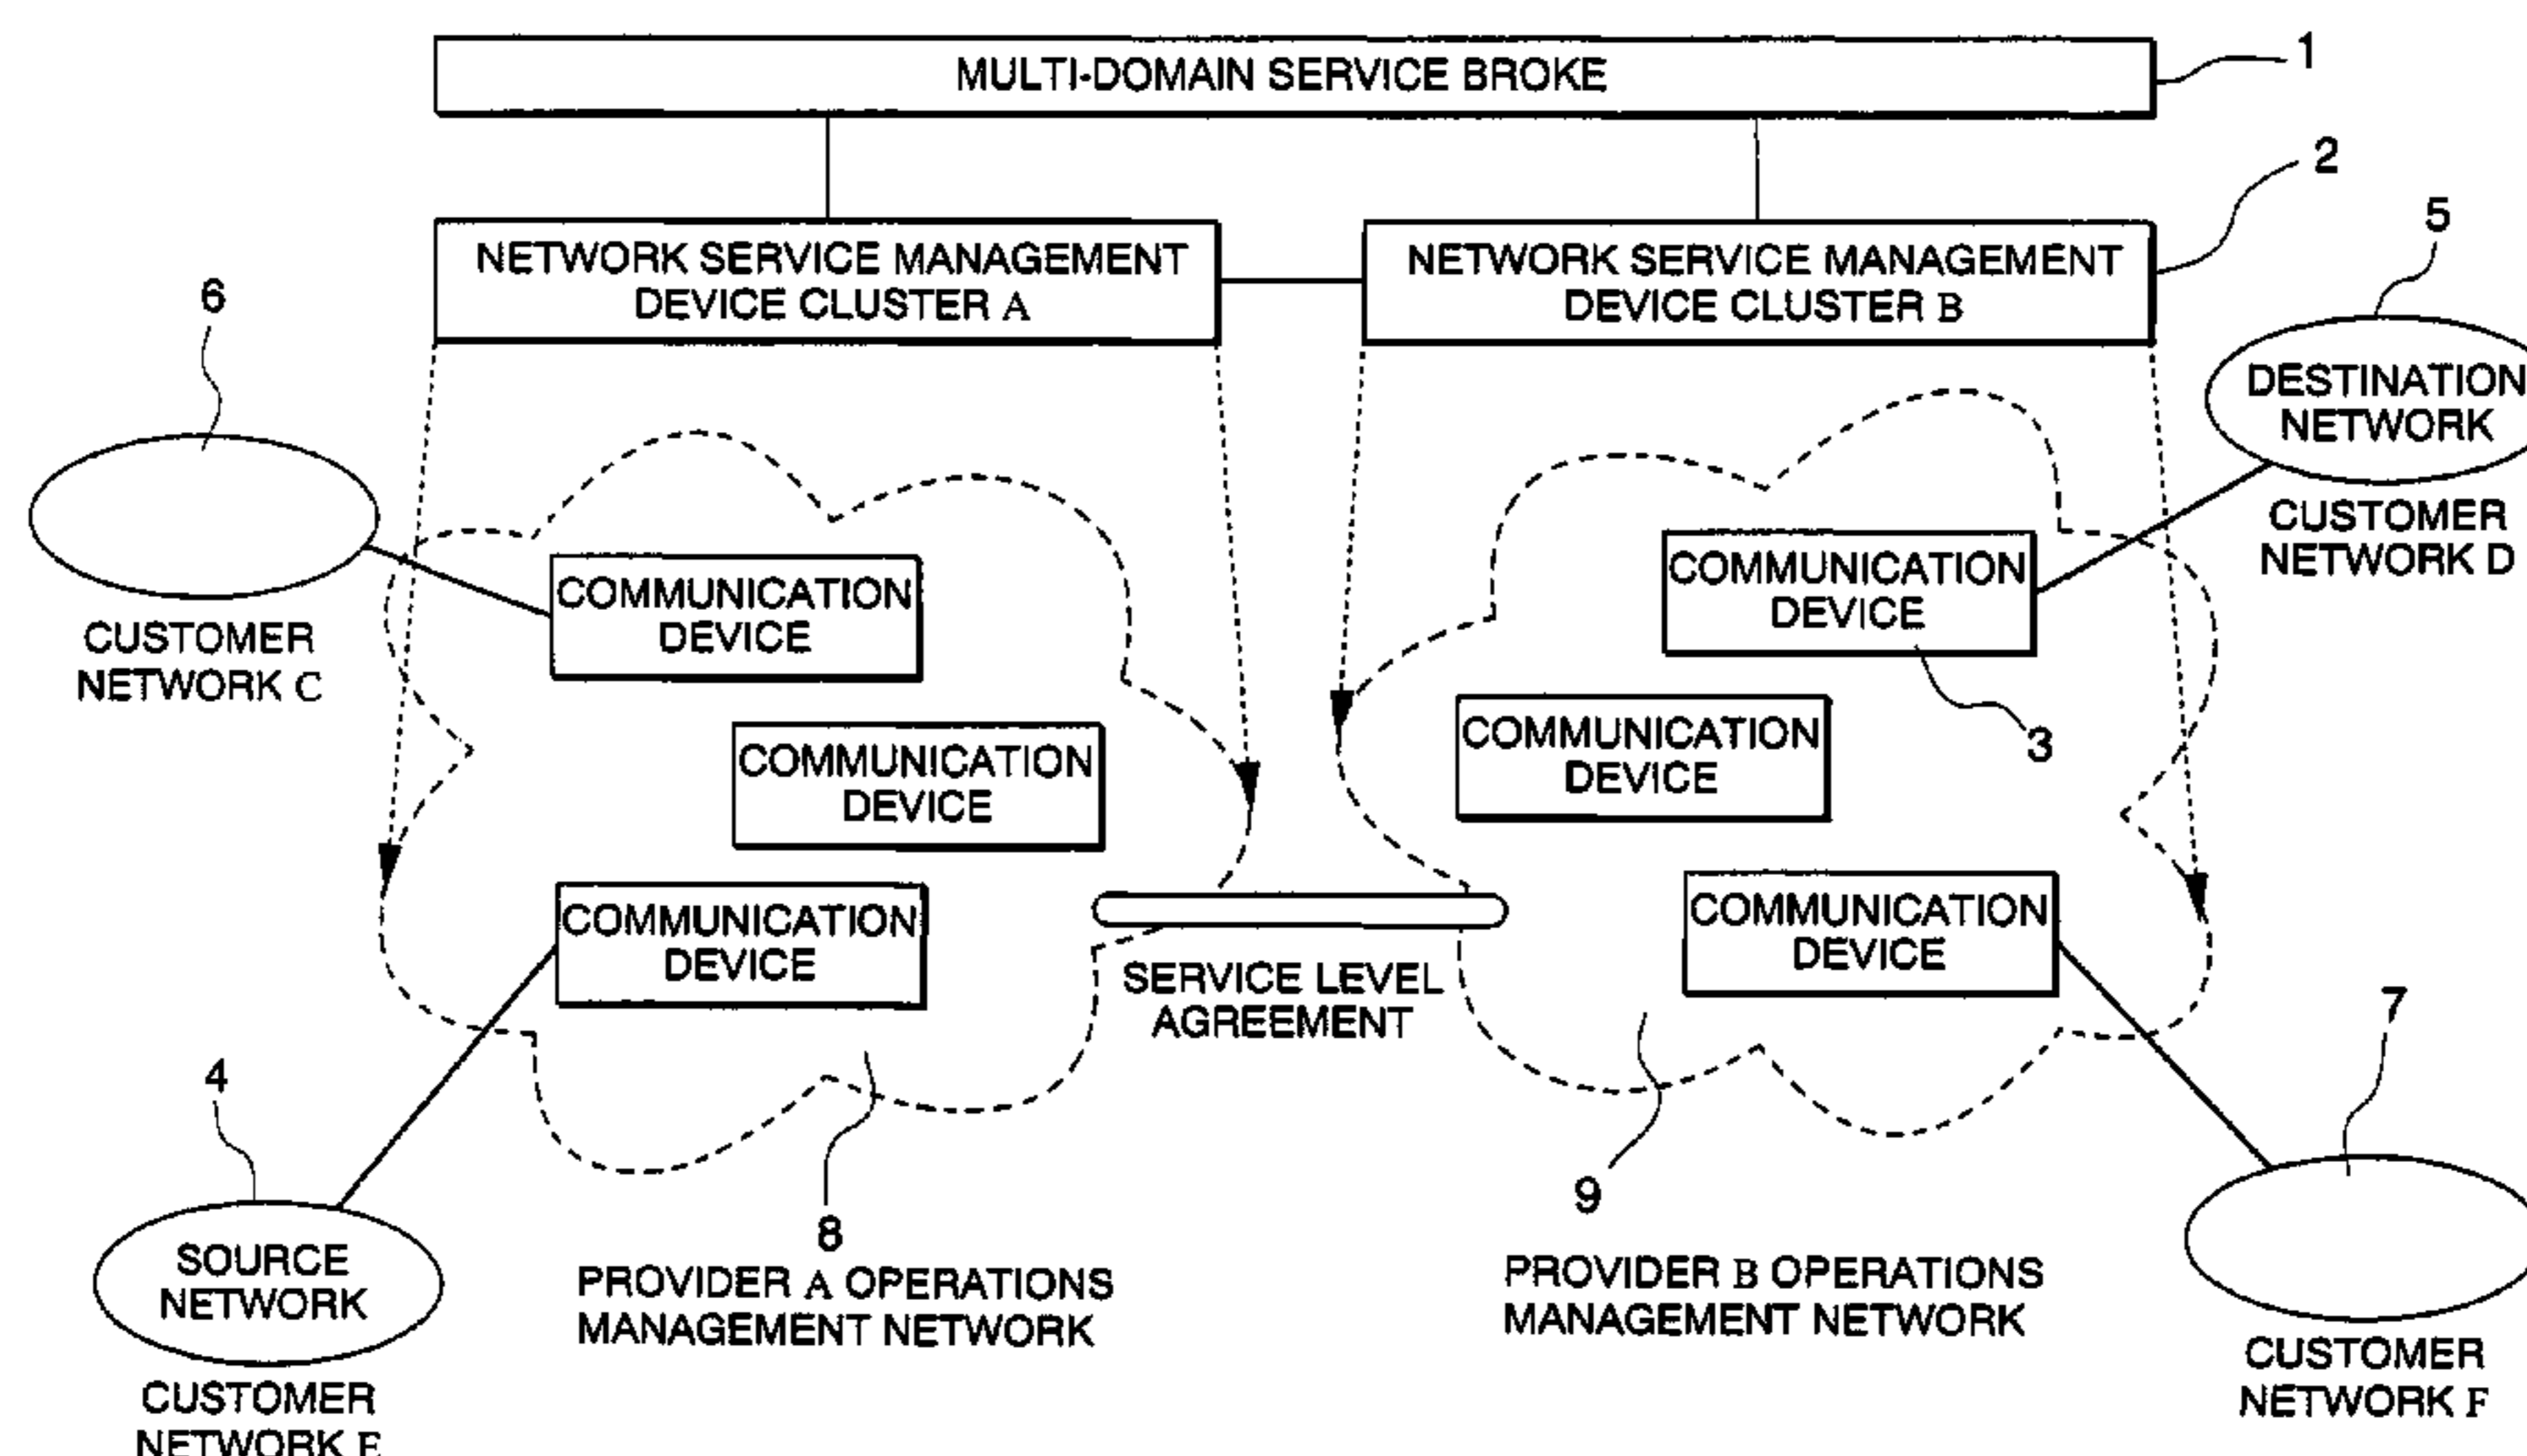 MULTI-DOMAIN SERVICE BROKE
1
2
NETWORK SERVICE MANAGEMENT
DEVICE CLUSTER A
NETWORK SERVICE MANAGEMENT
DEVICE CLUSTER B
5
6
DESTINATION
NETWORK
CUSTOMER
NETWORK D
COMMUNICATION
DEVICE
COMMUNICATION
DEVICE
CUSTOMER
NETWORK C
3
COMMUNICATION
DEVICE
COMMUNICATION
DEVICE
COMMUNICATION
DEVICE
COMMUNICATION
DEVICE
SERVICE LEVEL
AGREEMENT
7
4
9
8
SOURCE
NETWORK
PROVIDER A OPERATIONS
MANAGEMENT NETWORK
PROVIDER B OPERATIONS
MANAGEMENT NETWORK
CUSTOMER
NETWORK E
CUSTOMER
NETWORK F